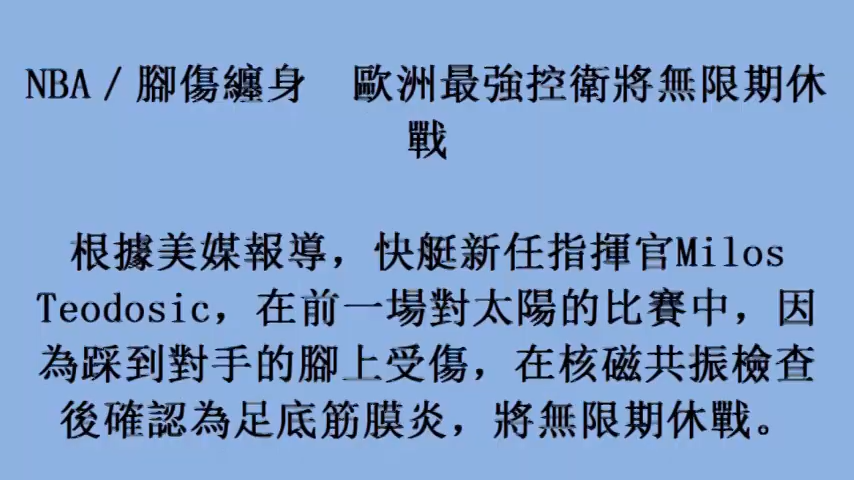 NBA／腳傷纏身　歐洲最強控衛將無限期休
戰
根據美媒報導，快艇新任指揮官Milos
Teodosic，在前一場對太陽的比賽中，因
為踩到對手的腳上受傷，在核磁共振檢查
後確認為足底筋膜炎，將無限期休戰。